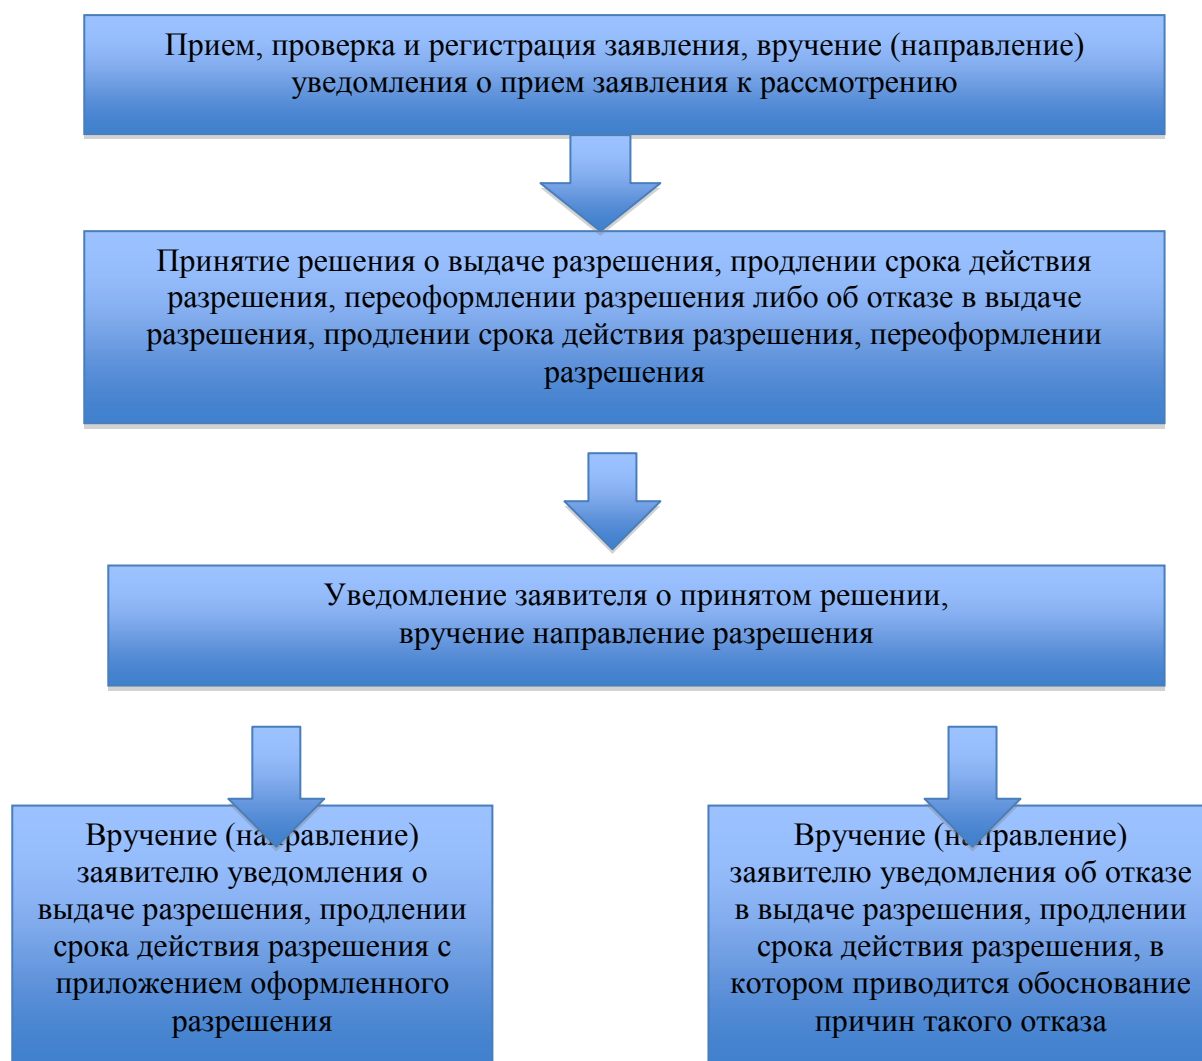 Прием, проверка и регистрация заявления, вручение (направление)
уведомления о прием заявления к рассмотрению
Принятие решения о выдаче разрешения, продлении срока действия
разрешения, переоформлении разрешения либо об отказе в выдаче
разрешения, продлении срока действия разрешения, переоформлении
разрешения
Уведомление заявителя о принятом решении,
вручение направление разрешения
Вручение (направление)
заявителю уведомления о
выдаче разрешения, продлении
срока действия разрешения с
приложением оформленного
разрешения
Вручение (направление)
заявителю уведомления об отказе
в выдаче разрешения, продлении
срока действия разрешения, в
котором приводится обоснование
причин такого отказа